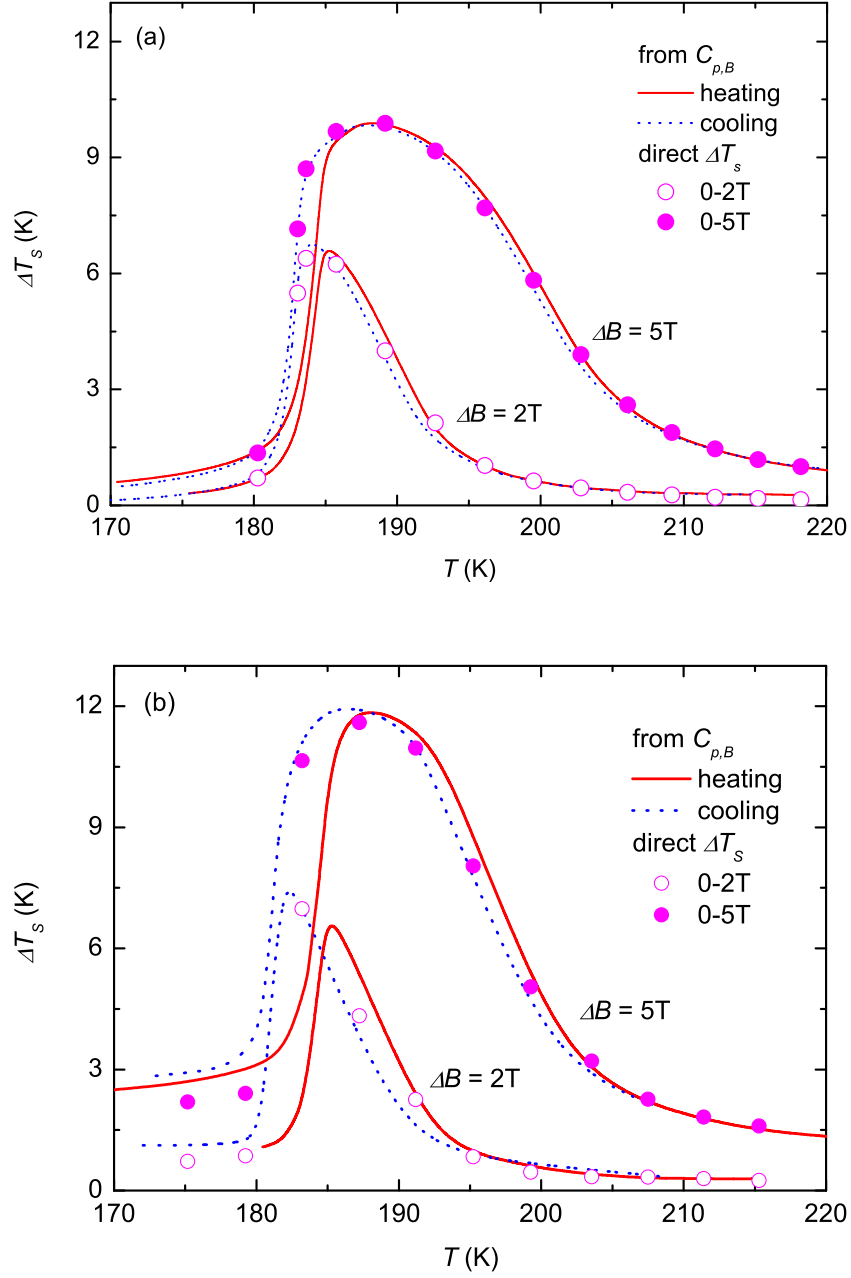 (a)
from C_{p,B}
heating
cooling
direct ΔT_s
0-2T
0-5T
12
9
6
3
0
ΔT_S (K)
ΔB = 5T
ΔB = 2T
170 180 190 200 210 220
T (K)
(b)
from C_{p,B}
heating
cooling
direct ΔT_S
0-2T
0-5T
12
9
6
3
0
ΔT_S (K)
ΔB = 5T
ΔB = 2T
170 180 190 200 210 220
T (K)